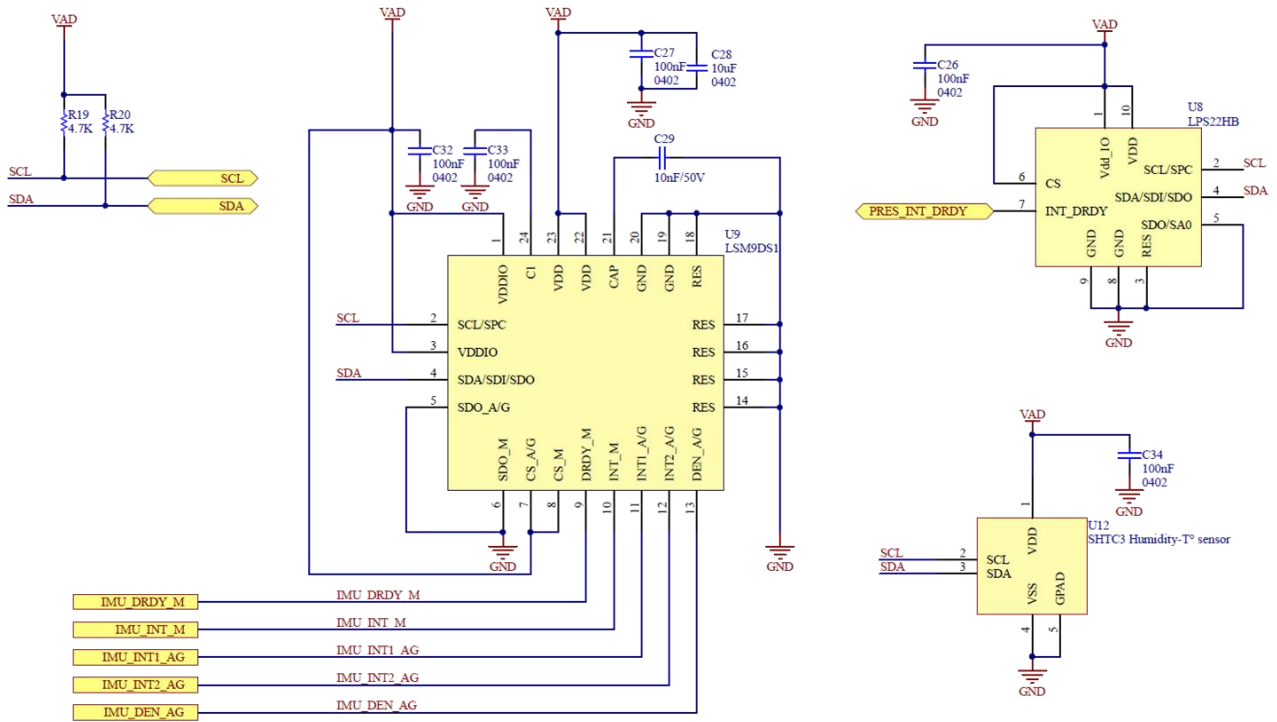 VAD
R19
4.7K
R20
4.7K
SCL
SCL
SDA
SDA
VAD
VAD
C27
100nF
0402
C28
10uF
0402
GND
C32
100nF
0402
GND
C33
100nF
0402
GND
C29
10nF/50V
U9
LSM9DS1
1
24
23
22
21
20
19
18
VDDIO
C1
VDD
VDD
CAP
GND
GND
RES
SCL
2
SCL/SPC
3
VDDIO
SDA
4
SDA/SDI/SDO
5
SDO_A/G
RES
17
RES
16
RES
15
RES
14
SDO_M
CS_A/G
CS_M
DRDY_M
INT_M
INT1_A/G
INT2_A/G
DEN_A/G
6
7
8
9
10
11
12
13
GND
GND
IMU_DRDY_M
IMU_DRDY_M
IMU_INT_M
IMU_INT_M
IMU_INT1_AG
IMU_INT1_AG
IMU_INT2_AG
IMU_INT2_AG
IMU_DEN_AG
IMU_DEN_AG
VAD
C26
100nF
0402
GND
U8
LPS22HB
1
10
Vdd_IO
VDD
6
CS
PRES_INT_DRDY
7
INT_DRDY
SCL/SPC
2
SCL
SDA/SDI/SDO
4
SDA
SDO/SA0
5
GND
GND
RES
9
8
3
GND
VAD
C34
100nF
0402
GND
1
U12
SHTC3 Humidity-T° sensor
VDD
SCL
2
SCL
SDA
3
SDA
VSS
GPAD
4
5
GND